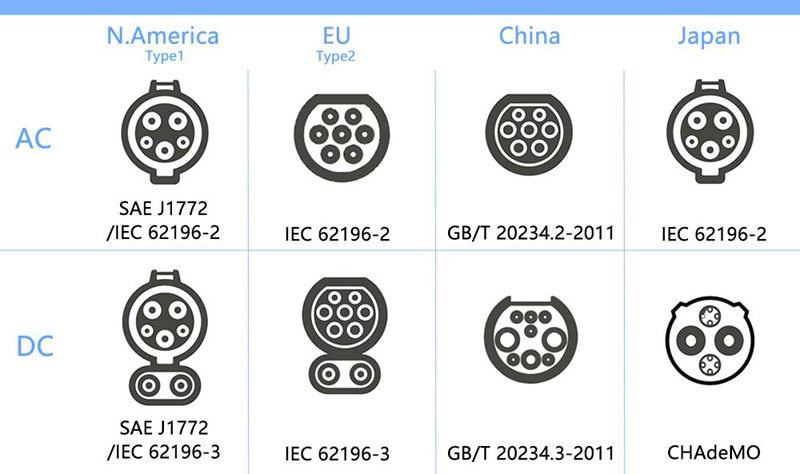 N.America EU China Japan
Type1 Type2
AC
SAE J1772
/IEC 62196-2 IEC 62196-2 GB/T 20234.2-2011 IEC 62196-2
DC
SAE J1772
/IEC 62196-3 IEC 62196-3 GB/T 20234.3-2011 CHAdeMO